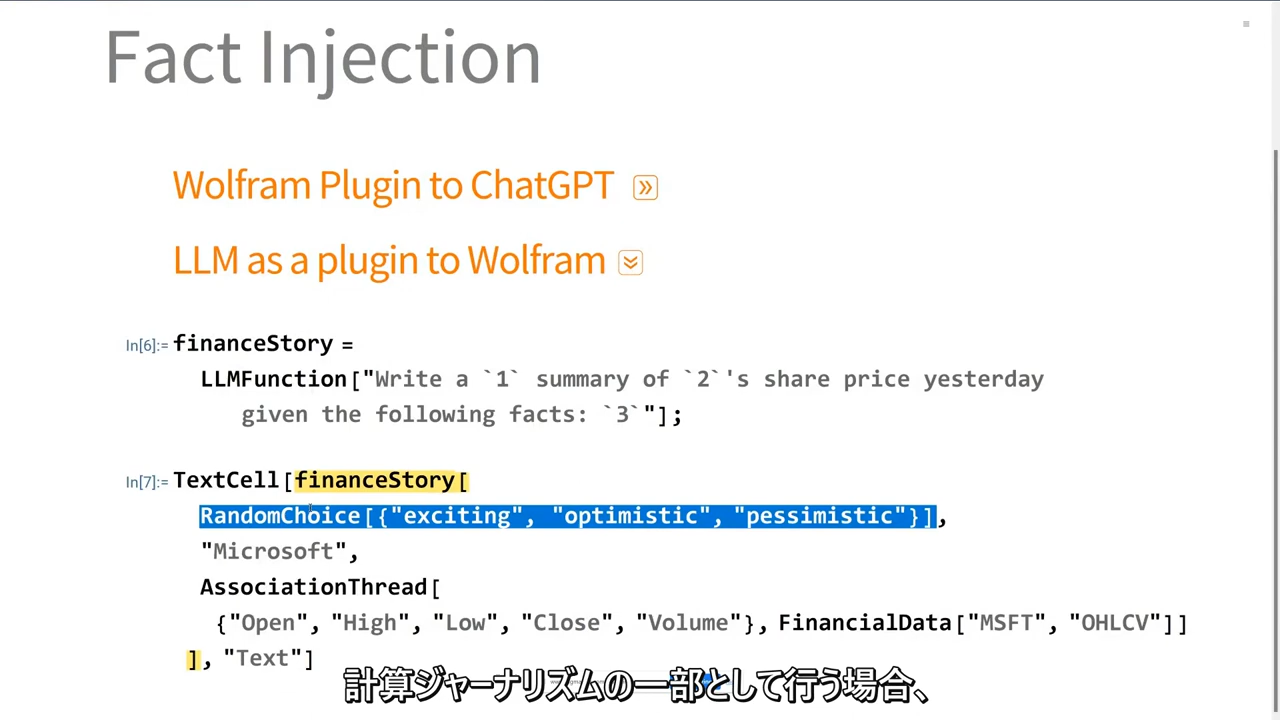 Fact Injection
Wolfram Plugin to ChatGPT
LLM as a plugin to Wolfram
In[6]:= financeStory =
LLMFunction["Write a `1` summary of `2`'s share price yesterday
given the following facts: `3`"];
In[7]:= TextCell[financeStory[
RandomChoice[{"exciting", "optimistic", "pessimistic"}],
"Microsoft",
AssociationThread[
{"Open", "High", "Low", "Close", "Volume"}, FinancialData["MSFT", "OHLCV"]]
], "Text"]
計算ジャーナリズムの一部として行う場合、